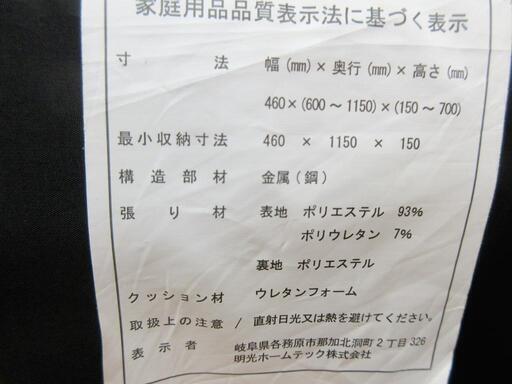 家庭用品品質表示法に基づく表示
寸法 幅(mm)×奥行(mm)×高さ(mm)
460×(600～1150)×(150～700)
最小収納寸法 460 × 1150 × 150
構造部材 金属(鋼)
張り材 表地 ポリエステル 93%
ポリウレタン 7%
裏地 ポリエステル
クッション材 ウレタンフォーム
取扱上の注意 / 直射日光又は熱を避けてください。
表示者 岐阜県各務原市那加北洞町2丁目326
明光ホームテック株式会社